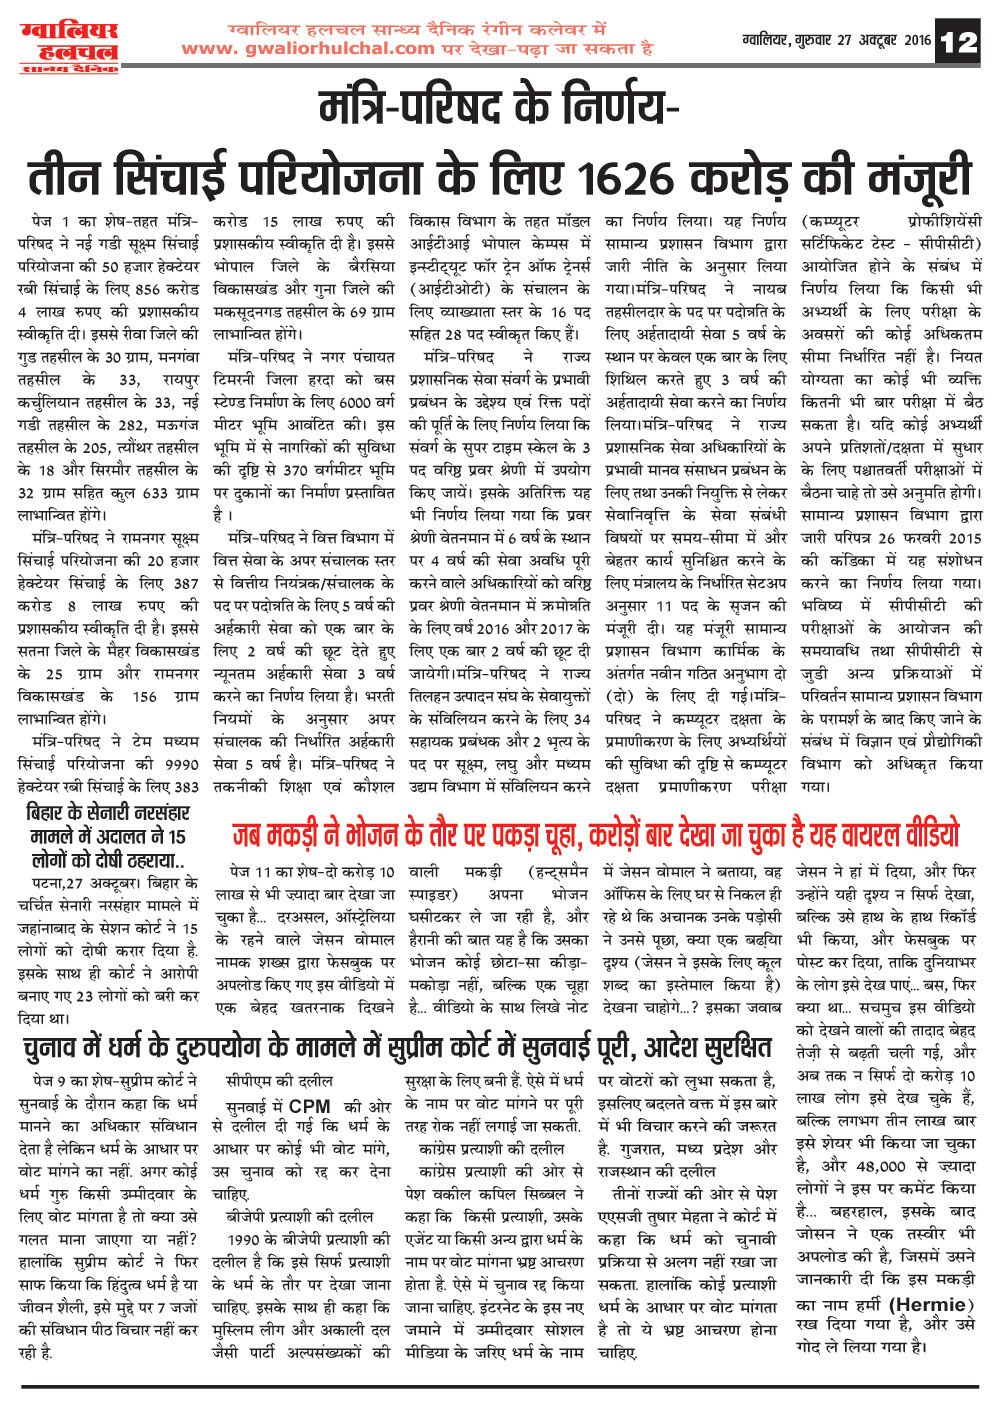 ग्वालियर
हलचल
सान्ध्य दैनिक
ग्वालियर हलचल सान्ध्य दैनिक रंगीन कलेवर में
www. gwaliorhulchal.com पर देखा-पढ़ा जा सकता है
ग्वालियर, गुरुवार 27 अक्टूबर 2016
12
मंत्रि-परिषद के निर्णय-
तीन सिंचाई परियोजना के लिए 1626 करोड़ की मंजूरी
पेज 1 का शेष-तहत मंत्रि-
परिषद ने नई गडी सूक्ष्म सिंचाई
परियोजना की 50 हजार हेक्टेयर
रबी सिंचाई के लिए 856 करोड
4 लाख रुपए की प्रशासकीय
स्वीकृति दी। इससे रीवा जिले की
गुड तहसील के 30 ग्राम, मनगंवा
तहसील के 33, रायपुर
कर्चुलियान तहसील के 33, नई
गडी तहसील के 282, मऊगंज
तहसील के 205, त्यौंथर तहसील
के 18 और सिरमौर तहसील के
32 ग्राम सहित कुल 633 ग्राम
लाभान्वित होंगे।
मंत्रि-परिषद ने रामनगर सूक्ष्म
सिंचाई परियोजना की 20 हजार
हेक्टेयर सिंचाई के लिए 387
करोड 8 लाख रुपए की
प्रशासकीय स्वीकृति दी है। इससे
सतना जिले के मैहर विकासखंड
के 25 ग्राम और रामनगर
विकासखंड के 156 ग्राम
लाभान्वित होंगे।
मंत्रि-परिषद ने टेम मध्यम
सिंचाई परियोजना की 9990
हेक्टेयर रबी सिंचाई के लिए 383
करोड 15 लाख रुपए की
प्रशासकीय स्वीकृति दी है। इससे
भोपाल जिले के बैरसिया
विकासखंड और गुना जिले की
मकसूदनगड तहसील के 69 ग्राम
लाभान्वित होंगे।
मंत्रि-परिषद ने नगर पंचायत
टिमरनी जिला हरदा को बस
स्टेण्ड निर्माण के लिए 6000 वर्ग
मीटर भूमि आवंटित की। इस
भूमि में से नागरिकों की सुविधा
की दृष्टि से 370 वर्गमीटर भूमि
पर दुकानों का निर्माण प्रस्तावित
है ।
मंत्रि-परिषद ने वित्त विभाग में
वित्त सेवा के अपर संचालक स्तर
से वित्तीय नियंत्रक/संचालक के
पद पर पदोन्नति के लिए 5 वर्ष की
अर्हकारी सेवा को एक बार के
लिए 2 वर्ष की छूट देते हुए
न्यूनतम अर्हकारी सेवा 3 वर्ष
करने का निर्णय लिया है। भरती
नियमों के अनुसार अपर
संचालक की निर्धारित अर्हकारी
सेवा 5 वर्ष है। मंत्रि-परिषद ने
तकनीकी शिक्षा एवं कौशल
विकास विभाग के तहत मॉडल
आईटीआई भोपाल केम्पस में
इन्स्टीट्यूट फॉर ट्रेन ऑफ ट्रेनर्स
(आईटीओटी) के संचालन के
लिए व्याख्याता स्तर के 16 पद
सहित 28 पद स्वीकृत किए हैं।
मंत्रि-परिषद ने राज्य
प्रशासनिक सेवा संवर्ग के प्रभावी
प्रबंधन के उद्देश्य एवं रिक्त पदों
की पूर्ति के लिए निर्णय लिया कि
संवर्ग के सुपर टाइम स्केल के 3
पद वरिष्ठ प्रवर श्रेणी में उपयोग
किए जायें। इसके अतिरिक्त यह
भी निर्णय लिया गया कि प्रवर
श्रेणी वेतनमान में 6 वर्ष के स्थान
पर 4 वर्ष की सेवा अवधि पूरी
करने वाले अधिकारियों को वरिष्ठ
प्रवर श्रेणी वेतनमान में क्रमोन्नति
के लिए वर्ष 2016 और 2017 के
लिए एक बार 2 वर्ष की छूट दी
जायेगी।मंत्रि-परिषद ने राज्य
तिलहन उत्पादन संघ के सेवायुक्तों
के संविलियन करने के लिए 34
सहायक प्रबंधक और 2 भृत्य के
पद पर सूक्ष्म, लघु और मध्यम
उद्यम विभाग में संविलियन करने
का निर्णय लिया। यह निर्णय
सामान्य प्रशासन विभाग द्वारा
जारी नीति के अनुसार लिया
गया।मंत्रि-परिषद ने नायब
तहसीलदार के पद पर पदोन्नति के
लिए अर्हतादायी सेवा 5 वर्ष के
स्थान पर केवल एक बार के लिए
शिथिल करते हुए 3 वर्ष की
अर्हतादायी सेवा करने का निर्णय
लिया।मंत्रि-परिषद ने राज्य
प्रशासनिक सेवा अधिकारियों के
प्रभावी मानव संसाधन प्रबंधन के
लिए तथा उनकी नियुक्ति से लेकर
सेवानिवृत्ति के सेवा संबंधी
विषयों पर समय-सीमा में और
बेहतर कार्य सुनिश्चित करने के
लिए मंत्रालय के निर्धारित सेटअप
अनुसार 11 पद के सृजन की
मंजूरी दी। यह मंजूरी सामान्य
प्रशासन विभाग कार्मिक के
अंतर्गत नवीन गठित अनुभाग दो
(दो) के लिए दी गई।मंत्रि-
परिषद ने कम्प्यूटर दक्षता के
प्रमाणीकरण के लिए अभ्यर्थियों
की सुविधा की दृष्टि से कम्प्यूटर
दक्षता प्रमाणीकरण परीक्षा
(कम्प्यूटर प्रोफीशियेंसी
सर्टिफिकेट टेस्ट - सीपीसीटी)
आयोजित होने के संबंध में
निर्णय लिया कि किसी भी
अभ्यर्थी के लिए परीक्षा के
अवसरों की कोई अधिकतम
सीमा निर्धारित नहीं है। नियत
योग्यता का कोई भी व्यक्ति
कितनी भी बार परीक्षा में बैठ
सकता है। यदि कोई अभ्यर्थी
अपने प्रतिशतों/दक्षता में सुधार
के लिए पश्चातवर्ती परीक्षाओं में
बैठना चाहे तो उसे अनुमति होगी।
सामान्य प्रशासन विभाग द्वारा
जारी परिपत्र 26 फरवरी 2015
की कंडिका में यह संशोधन
करने का निर्णय लिया गया।
भविष्य में सीपीसीटी की
परीक्षाओं के आयोजन की
समयावधि तथा सीपीसीटी से
जुडी अन्य प्रक्रियाओं में
परिवर्तन सामान्य प्रशासन विभाग
के परामर्श के बाद किए जाने के
संबंध में विज्ञान एवं प्रौद्योगिकी
विभाग को अधिकृत किया
गया।
बिहार के सेनारी नरसंहार
मामले में अदालत ने 15
लोगों को दोषी ठहराया..
पटना,27 अक्टूबर। बिहार के
चर्चित सेनारी नरसंहार मामले में
जहांनाबाद के सेशन कोर्ट ने 15
लोगों को दोषी करार दिया है.
इसके साथ ही कोर्ट ने आरोपी
बनाए गए 23 लोगों को बरी कर
दिया था।
जब मकड़ी ने भोजन के तौर पर पकड़ा चूहा, करोड़ों बार देखा जा चुका है यह वायरल वीडियो
पेज 11 का शेष-दो करोड़ 10
लाख से भी ज़्यादा बार देखा जा
चुका है... दरअसल, ऑस्ट्रेलिया
के रहने वाले जेसन वोमाल
नामक शख्स द्वारा फेसबुक पर
अपलोड किए गए इस वीडियो में
एक बेहद खतरनाक दिखने
वाली मकड़ी (हन्ट्समैन
स्पाइडर) अपना भोजन
घसीटकर ले जा रही है, और
हैरानी की बात यह है कि उसका
भोजन कोई छोटा-सा कीड़ा-
मकोड़ा नहीं, बल्कि एक चूहा
है... वीडियो के साथ लिखे नोट
में जेसन वोमाल ने बताया, वह
ऑफिस के लिए घर से निकल ही
रहे थे कि अचानक उनके पड़ोसी
ने उनसे पूछा, क्या एक बढ़िया
दृश्य (जेसन ने इसके लिए कूल
शब्द का इस्तेमाल किया है)
देखना चाहोगे...? इसका जवाब
जेसन ने हां में दिया, और फिर
उन्होंने यही दृश्य न सिर्फ देखा,
बल्कि उसे हाथ के हाथ रिकॉर्ड
भी किया, और फेसबुक पर
पोस्ट कर दिया, ताकि दुनियाभर
के लोग इसे देख पाएं... बस, फिर
क्या था... सचमुच इस वीडियो
को देखने वालों की तादाद बेहद
तेज़ी से बढ़ती चली गई, और
अब तक न सिर्फ दो करोड़ 10
लाख लोग इसे देख चुके हैं,
बल्कि लगभग तीन लाख बार
इसे शेयर भी किया जा चुका
है, और 48,000 से ज़्यादा
लोगों ने इस पर कमेंट किया
है... बहरहाल, इसके बाद
जोसन ने एक तस्वीर भी
अपलोड की है, जिसमें उसने
जानकारी दी कि इस मकड़ी
का नाम हर्मी (Hermie)
रख दिया गया है, और उसे
गोद ले लिया गया है।
चुनाव में धर्म के दुरुपयोग के मामले में सुप्रीम कोर्ट में सुनवाई पूरी, आदेश सुरक्षित
पेज 9 का शेष-सुप्रीम कोर्ट ने
सुनवाई के दौरान कहा कि धर्म
मानने का अधिकार संविधान
देता है लेकिन धर्म के आधार पर
वोट मांगने का नहीं. अगर कोई
धर्म गुरु किसी उम्मीदवार के
लिए वोट मांगता है तो क्या उसे
गलत माना जाएगा या नहीं?
हालांकि सुप्रीम कोर्ट ने फिर
साफ किया कि हिंदुत्व धर्म है या
जीवन शैली, इसे मुद्दे पर 7 जजों
की संविधान पीठ विचार नहीं कर
रही है.
सीपीएम की दलील
सुनवाई में CPM की ओर
से दलील दी गई कि धर्म के
आधार पर कोई भी वोट मांगे,
उस चुनाव को रद्द कर देना
चाहिए.
बीजेपी प्रत्याशी की दलील
1990 के बीजेपी प्रत्याशी की
दलील है कि इसे सिर्फ प्रत्याशी
के धर्म के तौर पर देखा जाना
चाहिए. इसके साथ ही कहा कि
मुस्लिम लीग और अकाली दल
जैसी पार्टी अल्पसंख्यकों की
सुरक्षा के लिए बनी हैं. ऐसे में धर्म
के नाम पर वोट मांगने पर पूरी
तरह रोक नहीं लगाई जा सकती.
कांग्रेस प्रत्याशी की दलील
कांग्रेस प्रत्याशी की ओर से
पेश वकील कपिल सिब्बल ने
कहा कि किसी प्रत्याशी, उसके
एजेंट या किसी अन्य द्वारा धर्म के
नाम पर वोट मांगना भ्रष्ट आचरण
होता है. ऐसे में चुनाव रद्द किया
जाना चाहिए. इंटरनेट के इस नए
जमाने में उम्मीदवार सोशल
मीडिया के जरिए धर्म के नाम
पर वोटरों को लुभा सकता है,
इसलिए बदलते वक्त में इस बारे
में भी विचार करने की जरूरत
है. गुजरात, मध्य प्रदेश और
राजस्थान की दलील
तीनों राज्यों की ओर से पेश
एएसजी तुषार मेहता ने कोर्ट में
कहा कि धर्म को चुनावी
प्रक्रिया से अलग नहीं रखा जा
सकता. हालांकि कोई प्रत्याशी
धर्म के आधार पर वोट मांगता
है तो ये भ्रष्ट आचरण होना
चाहिए.